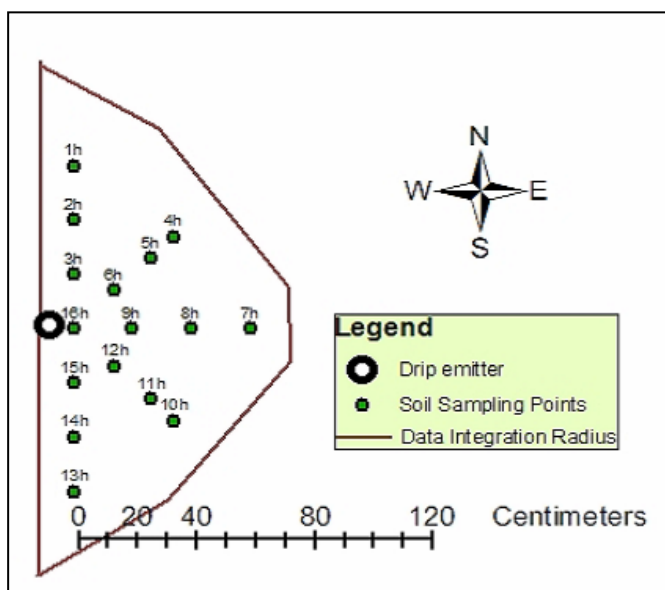 1h
N
2h
W E
4h
S
5h
3h
6h
16h 9h 8h 7h
Legend
12h
Drip emitter
15h
11h
Soil Sampling Points
10h
14h
Data Integration Radius
13h
0 20 40 80 120 Centimeters